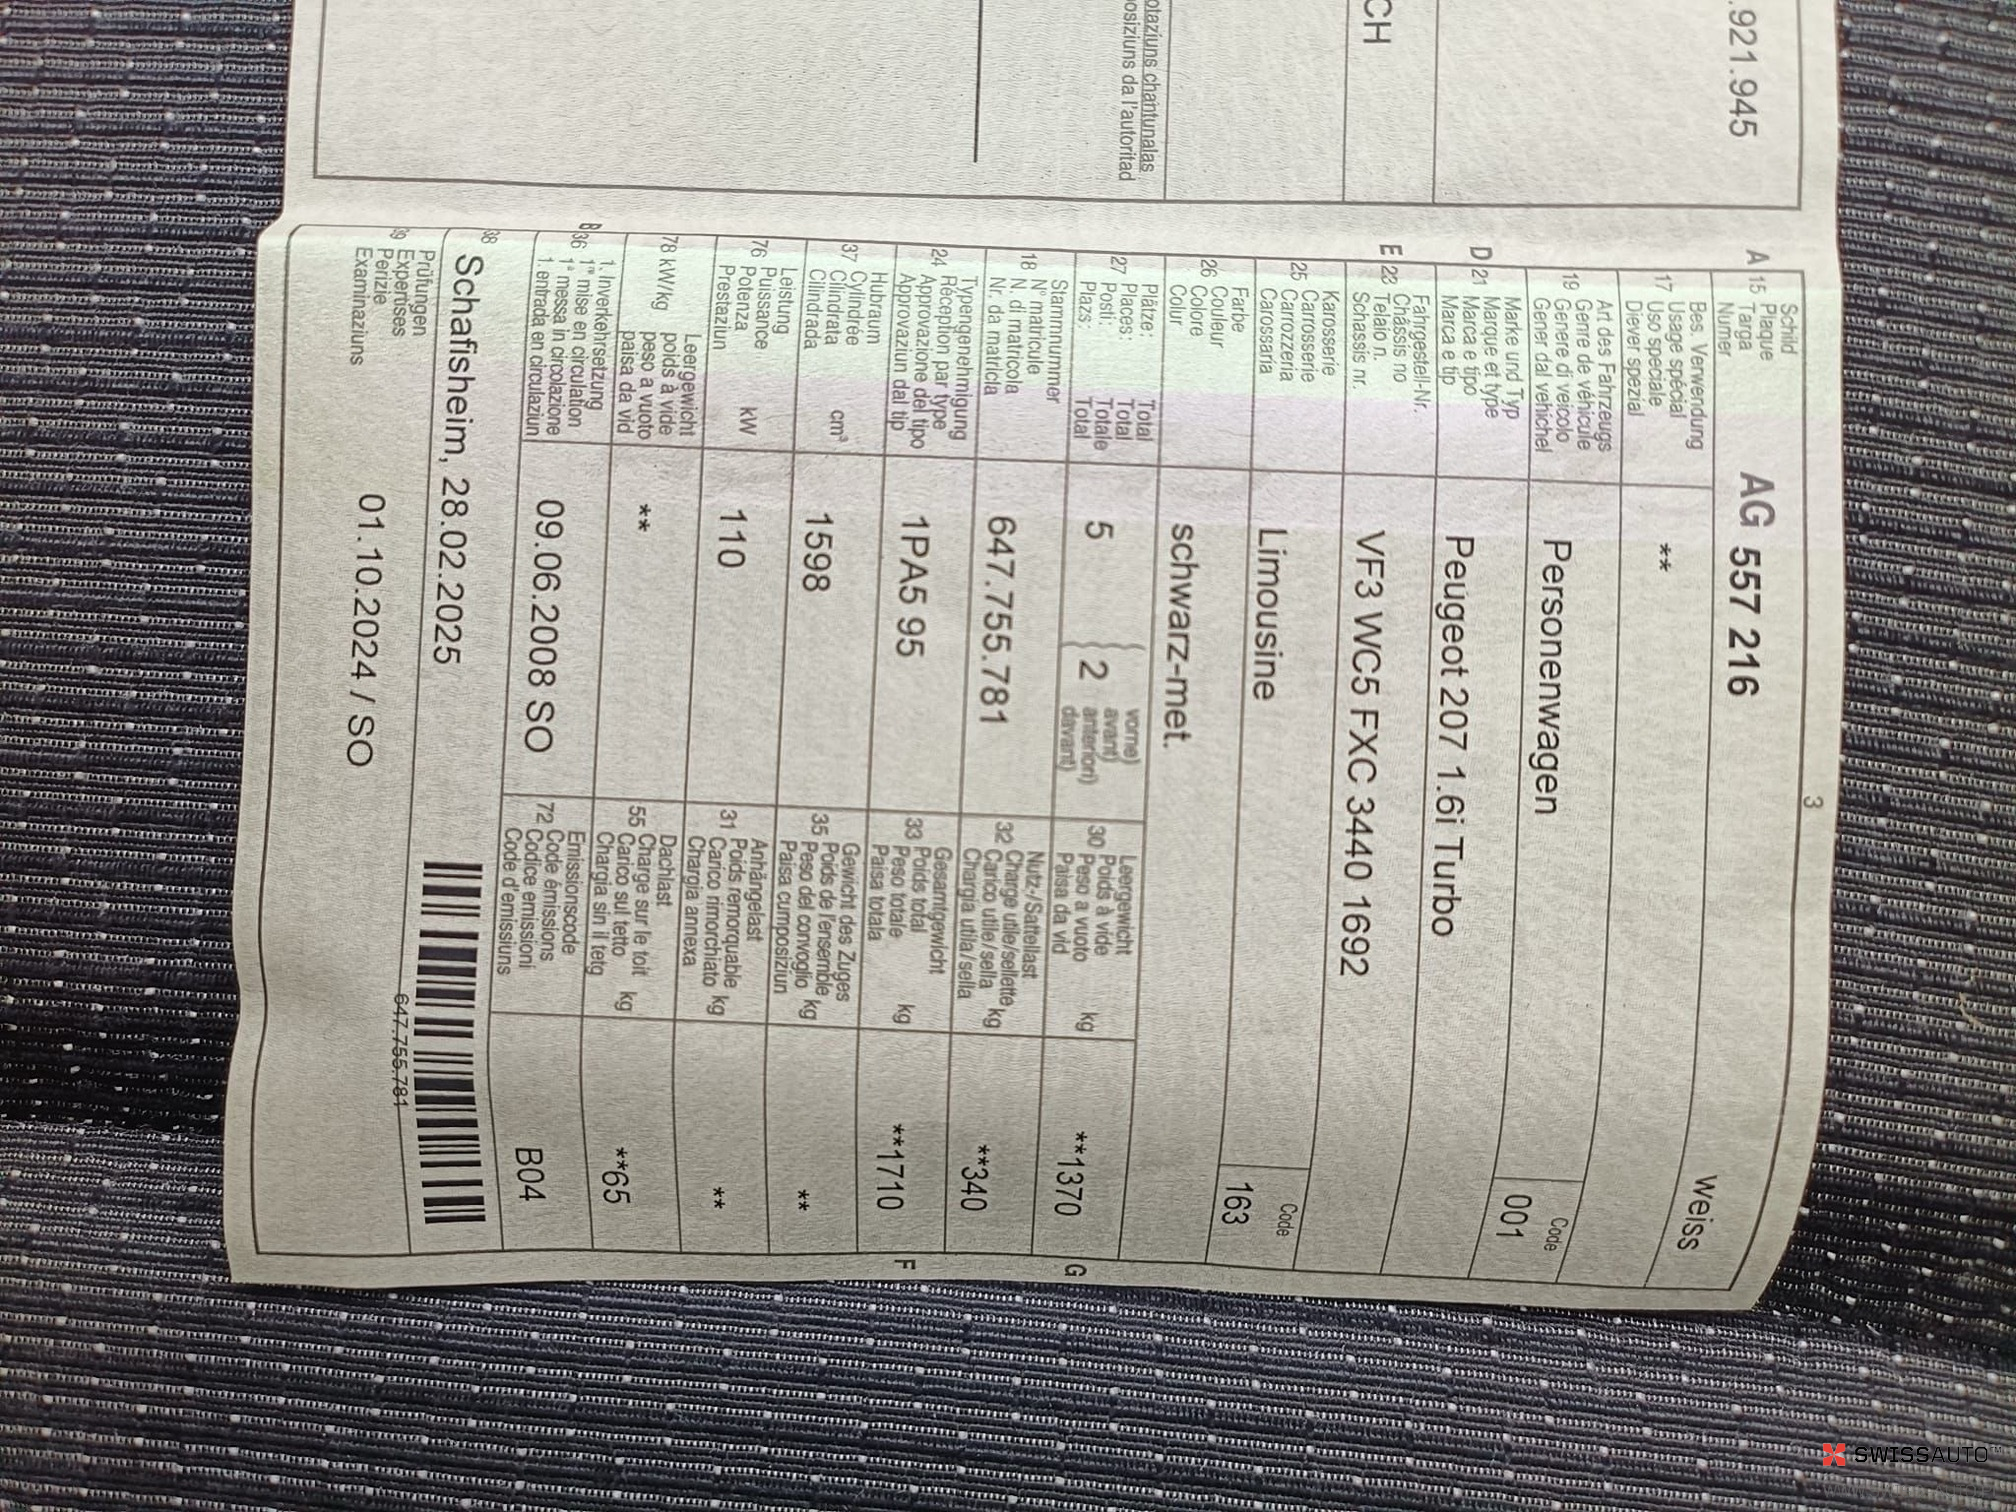 .921.945
CH
otaziuns chantunalas
osiziuns da l'autoritad
3
A 15 Schild
Plaque
Targa
Numer
AG 557 216
weiss
17 Bes. Verwendung
Usage spécial
Uso speciale
Diever spezial
**
19 Art des Fahrzeugs
Genre de véhicule
Genere di veicolo
Gener dal vehichel
Personenwagen
Code
001
D 21 Marke und Typ
Marque et type
Marca e tipo
Marca e tip
Peugeot 207 1.6i Turbo
E 23 Fahrgestell-Nr.
Châssis no
Telaio n.
Schassis nr.
VF3 WC5 FXC 3440 1692
25 Karosserie
Carrosserie
Carrozzeria
Carossaria
Limousine
Code
163
26 Farbe
Couleur
Colore
Colur
schwarz-met.
27 Plätze: Total
Places: Total
Posti: Totale
Plazs: Total
5
2
vorne)
avant)
anteriori)
davant)
30 Leergewicht
Poids à vide
Peso a vuoto
Paisa da vid
kg
**1370
G
18 Stammnummer
N° matricule
N. di matricola
Nr. da matricla
647.755.781
32 Nutz-/Sattellast
Charge utile/sellette
Carico utile/sella
Chargia utila/sella
kg
**340
24 Typengenehmigung
Réception par type
Approvazione del tipo
Approvaziun dal tip
1PA5 95
33 Gesamtgewicht
Poids total
Peso totale
Paisa totala
kg
**1710
F
37 Hubraum
Cylindrée
Cilindrata
Cilindrada
cm³
1598
35 Gewicht des Zuges
Poids de l'ensemble
Peso del convoglio
Paisa cumposiziun
kg
**
76 Leistung
Puissance
Potenza
Prestaziun
kW
110
31 Anhängelast
Poids remorquable
Carico rimorchiato
Chargia annexa
kg
**
78 kW/kg
Leergewicht
poids à vide
peso a vuoto
paisa da vid
**
55 Dachlast
Charge sur le toit
Carico sul tetto
Chargia sin il tetg
kg
**65
B 36 1. Inverkehrsetzung
1re mise en circulation
1a messa in circolazione
1. entrada en circulaziun
09.06.2008 SO
72 Emissionscode
Code émissions
Codice emissioni
Code d'emissiuns
B04
38 Schafisheim, 28.02.2025
647.755.781
39 Prüfungen
Expertises
Perizie
Examinaziuns
01.10.2024 / SO
SWISSAUTO™